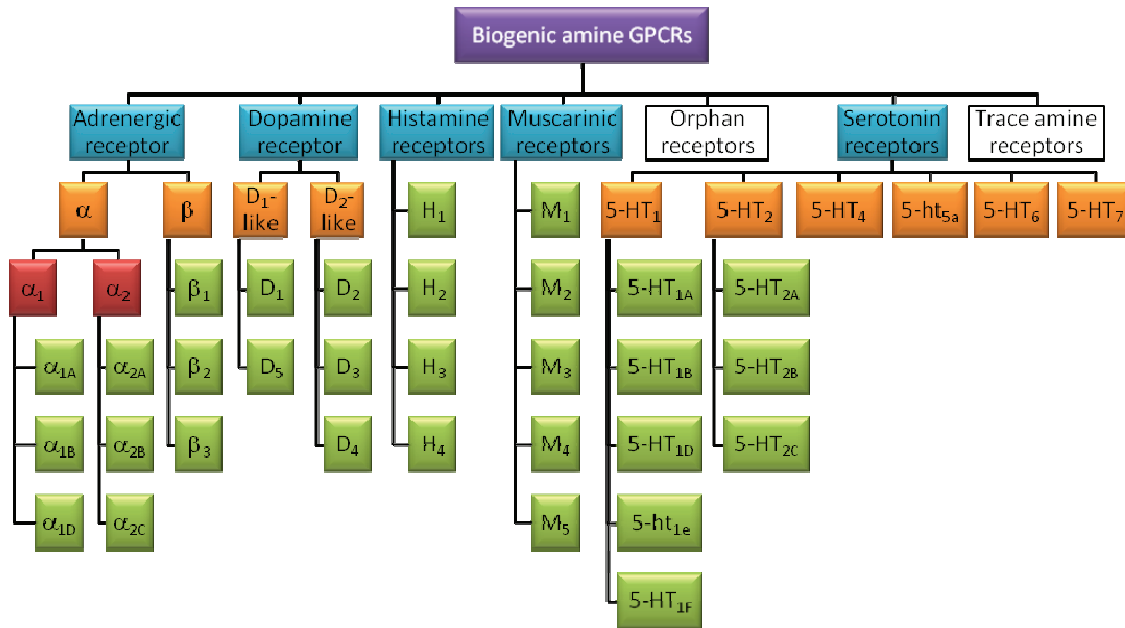 Biogenic amine GPCRs
Adrenergic
receptor
Dopamine
receptor
Histamine
receptors
Muscarinic
receptors
Orphan
receptors
Serotonin
receptors
Trace amine
receptors
α
β
D₁-
like
D₂-
like
H₁
M₁
5-HT₁
5-HT₂
5-HT₄
5-ht₅ₐ
5-HT₆
5-HT₇
α₁
α₂
β₁
D₁
D₂
H₂
M₂
5-HT1A
5-HT2A
α1A
α2A
β₂
D₅
D₃
H₃
M₃
5-HT1B
5-HT2B
α1B
α2B
β₃
D₄
H₄
M₄
5-HT1D
5-HT2C
α1D
α2C
M₅
5-ht1e
5-HT1F